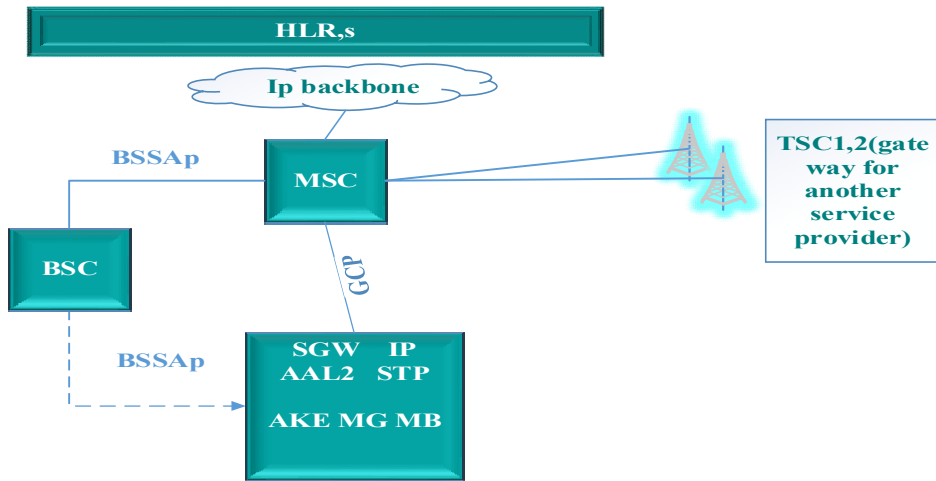 HLR,s
Ip backbone
BSSAp
MSC
TSC1,2(gate
way for
another
service
provider)
BSC
GCP
BSSAp
SGW IP
AAL2 STP
AKE MG MB